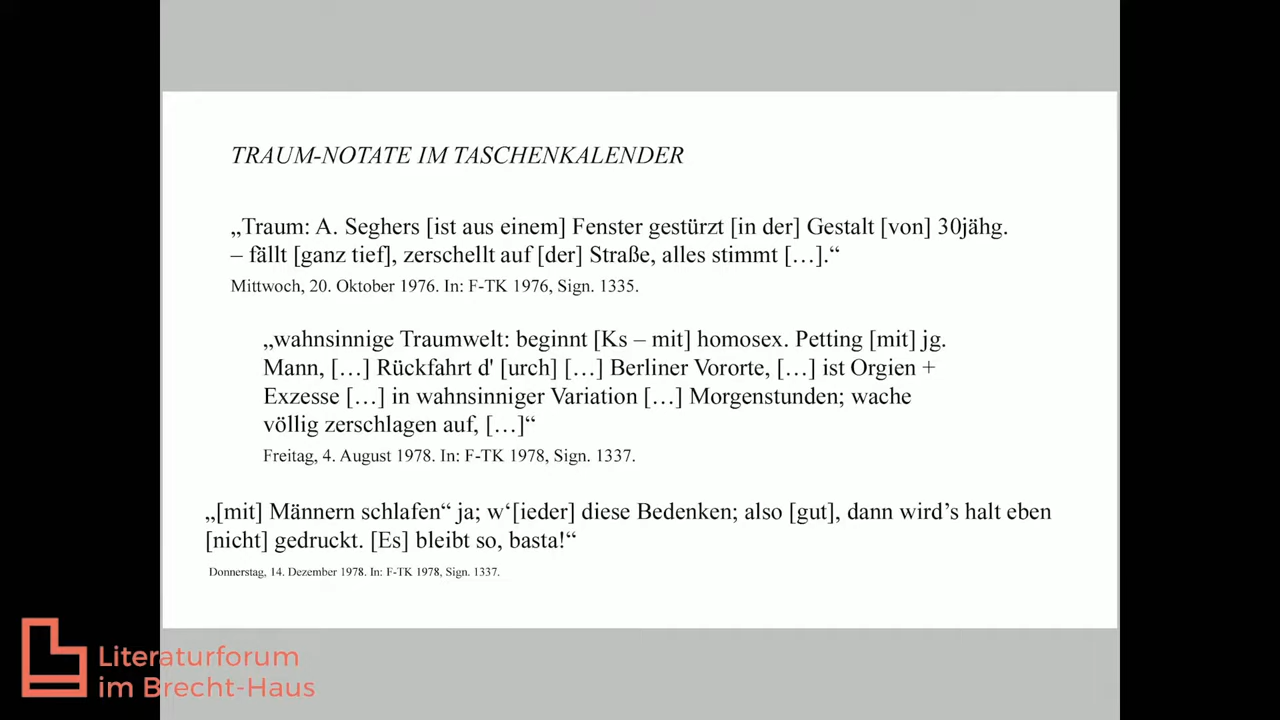 TRAUM-NOTATE IM TASCHENKALENDER
„Traum: A. Seghers [ist aus einem] Fenster gestürzt [in der] Gestalt [von] 30jähg.
– fällt [ganz tief], zerschellt auf [der] Straße, alles stimmt […].“
Mittwoch, 20. Oktober 1976. In: F-TK 1976, Sign. 1335.
„wahnsinnige Traumwelt: beginnt [Ks – mit] homosex. Petting [mit] jg.
Mann, […] Rückfahrt d' [urch] […] Berliner Vororte, […] ist Orgien +
Exzesse […] in wahnsinniger Variation […] Morgenstunden; wache
völlig zerschlagen auf, […]“
Freitag, 4. August 1978. In: F-TK 1978, Sign. 1337.
„[mit] Männern schlafen“ ja; w‘[ieder] diese Bedenken; also [gut], dann wird’s halt eben
[nicht] gedruckt. [Es] bleibt so, basta!“
Donnerstag, 14. Dezember 1978. In: F-TK 1978, Sign. 1337.
Literaturforum
im Brecht-Haus